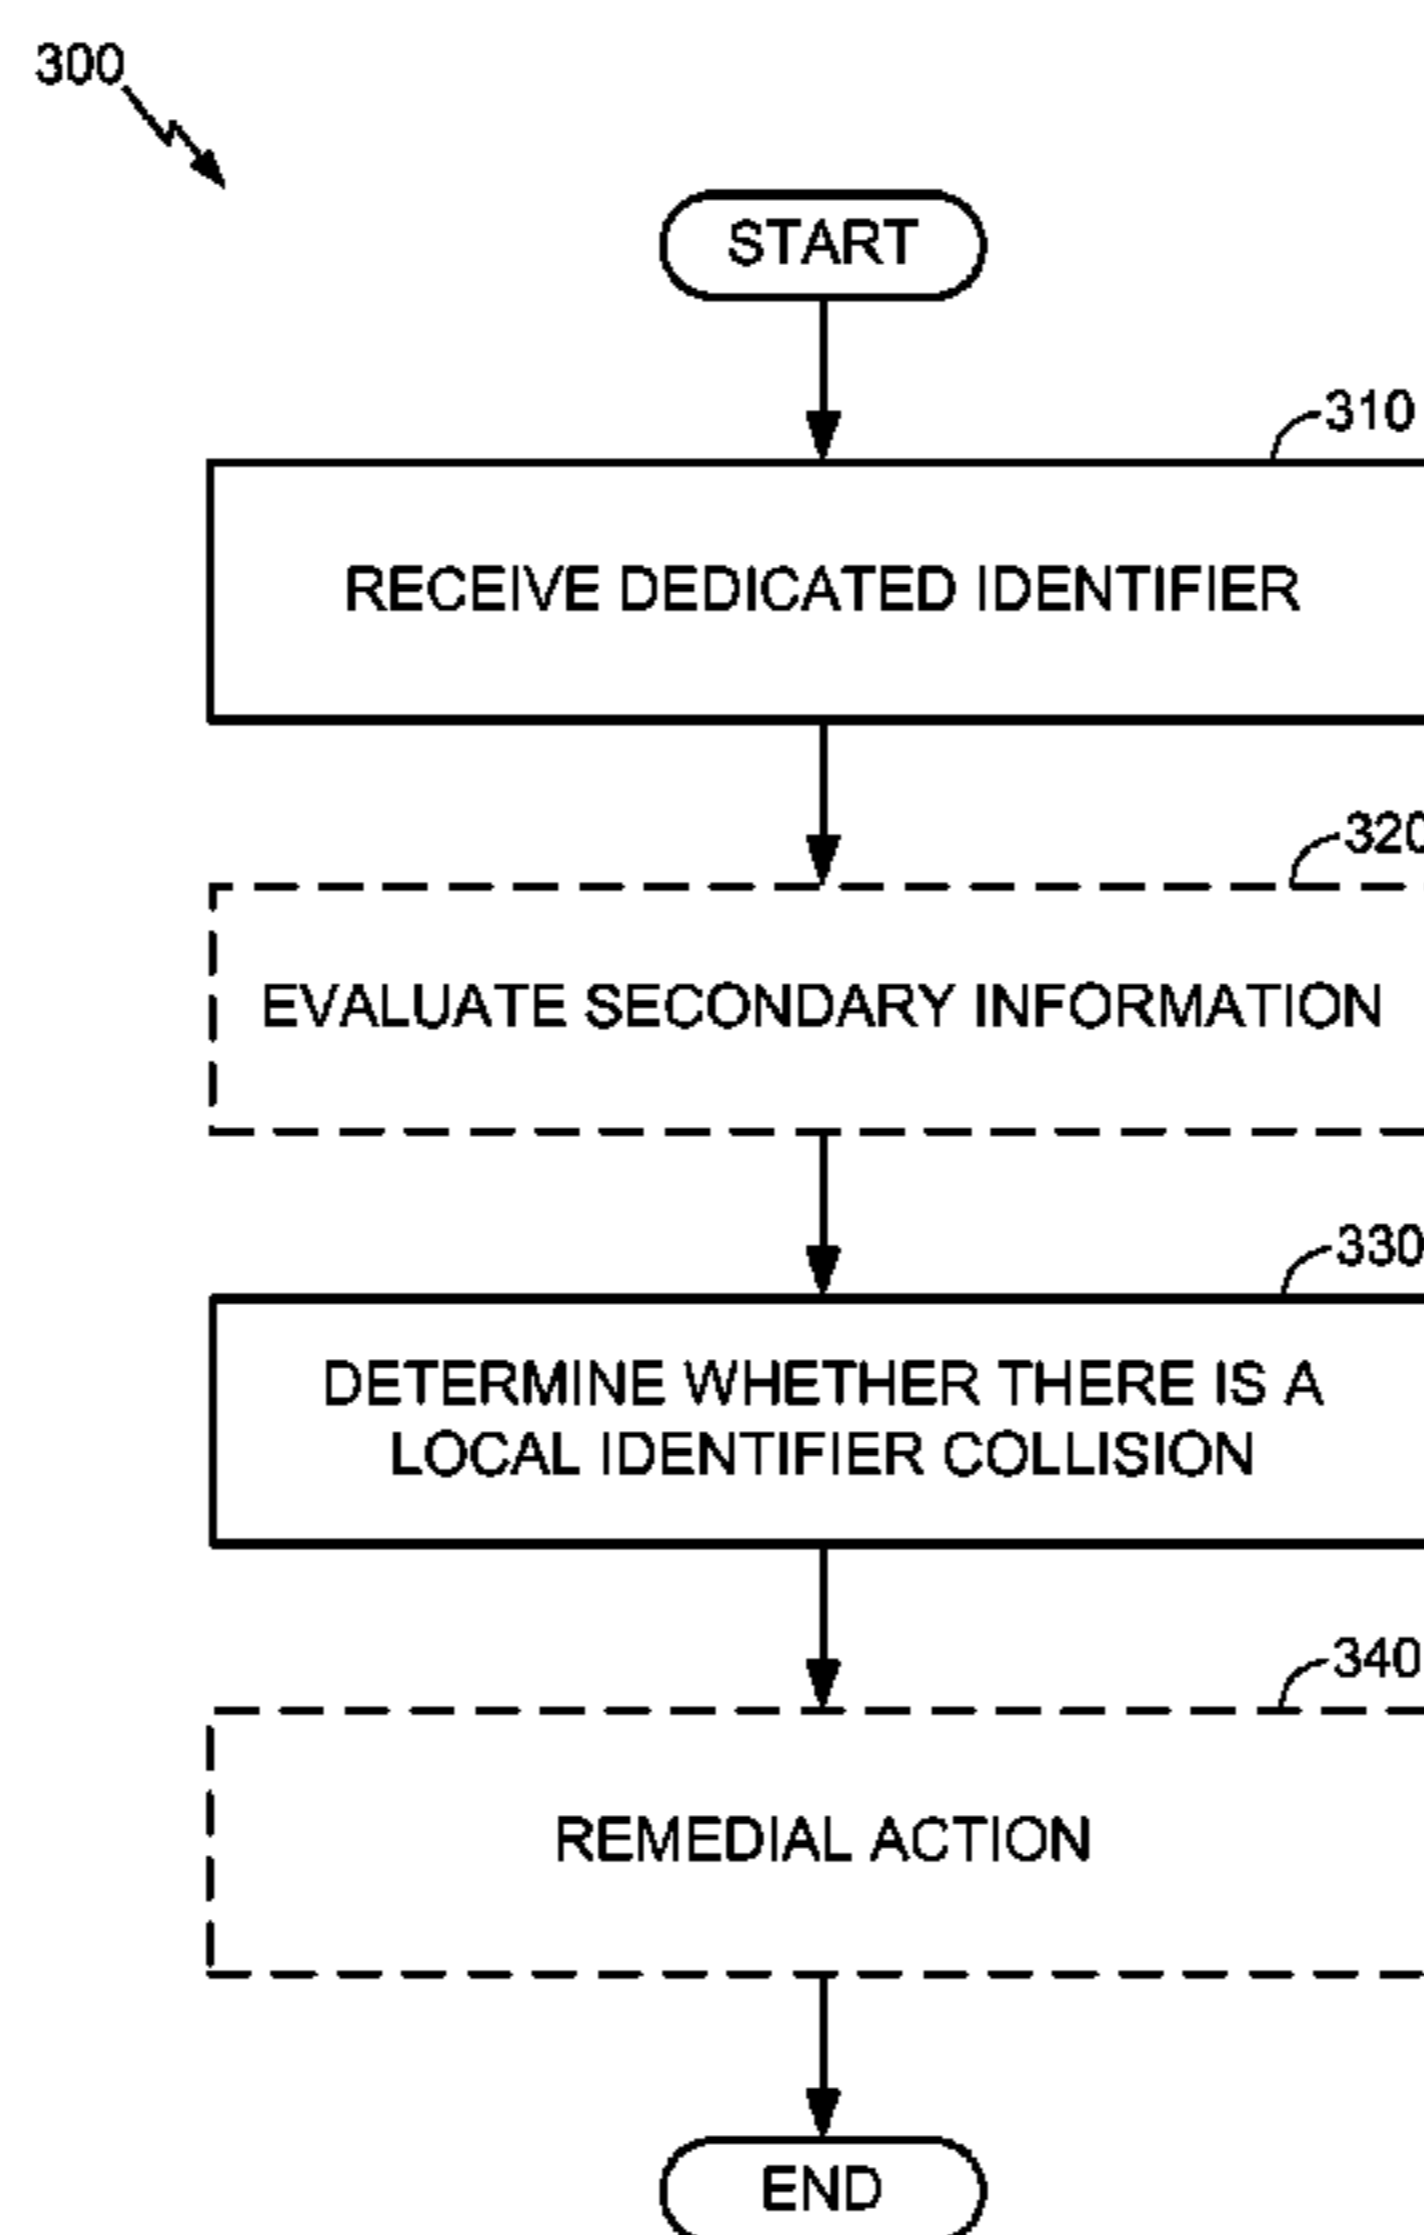 300
START
310
RECEIVE DEDICATED IDENTIFIER
320
EVALUATE SECONDARY INFORMATION
330
DETERMINE WHETHER THERE IS A
LOCAL IDENTIFIER COLLISION
340
REMEDIAL ACTION
END